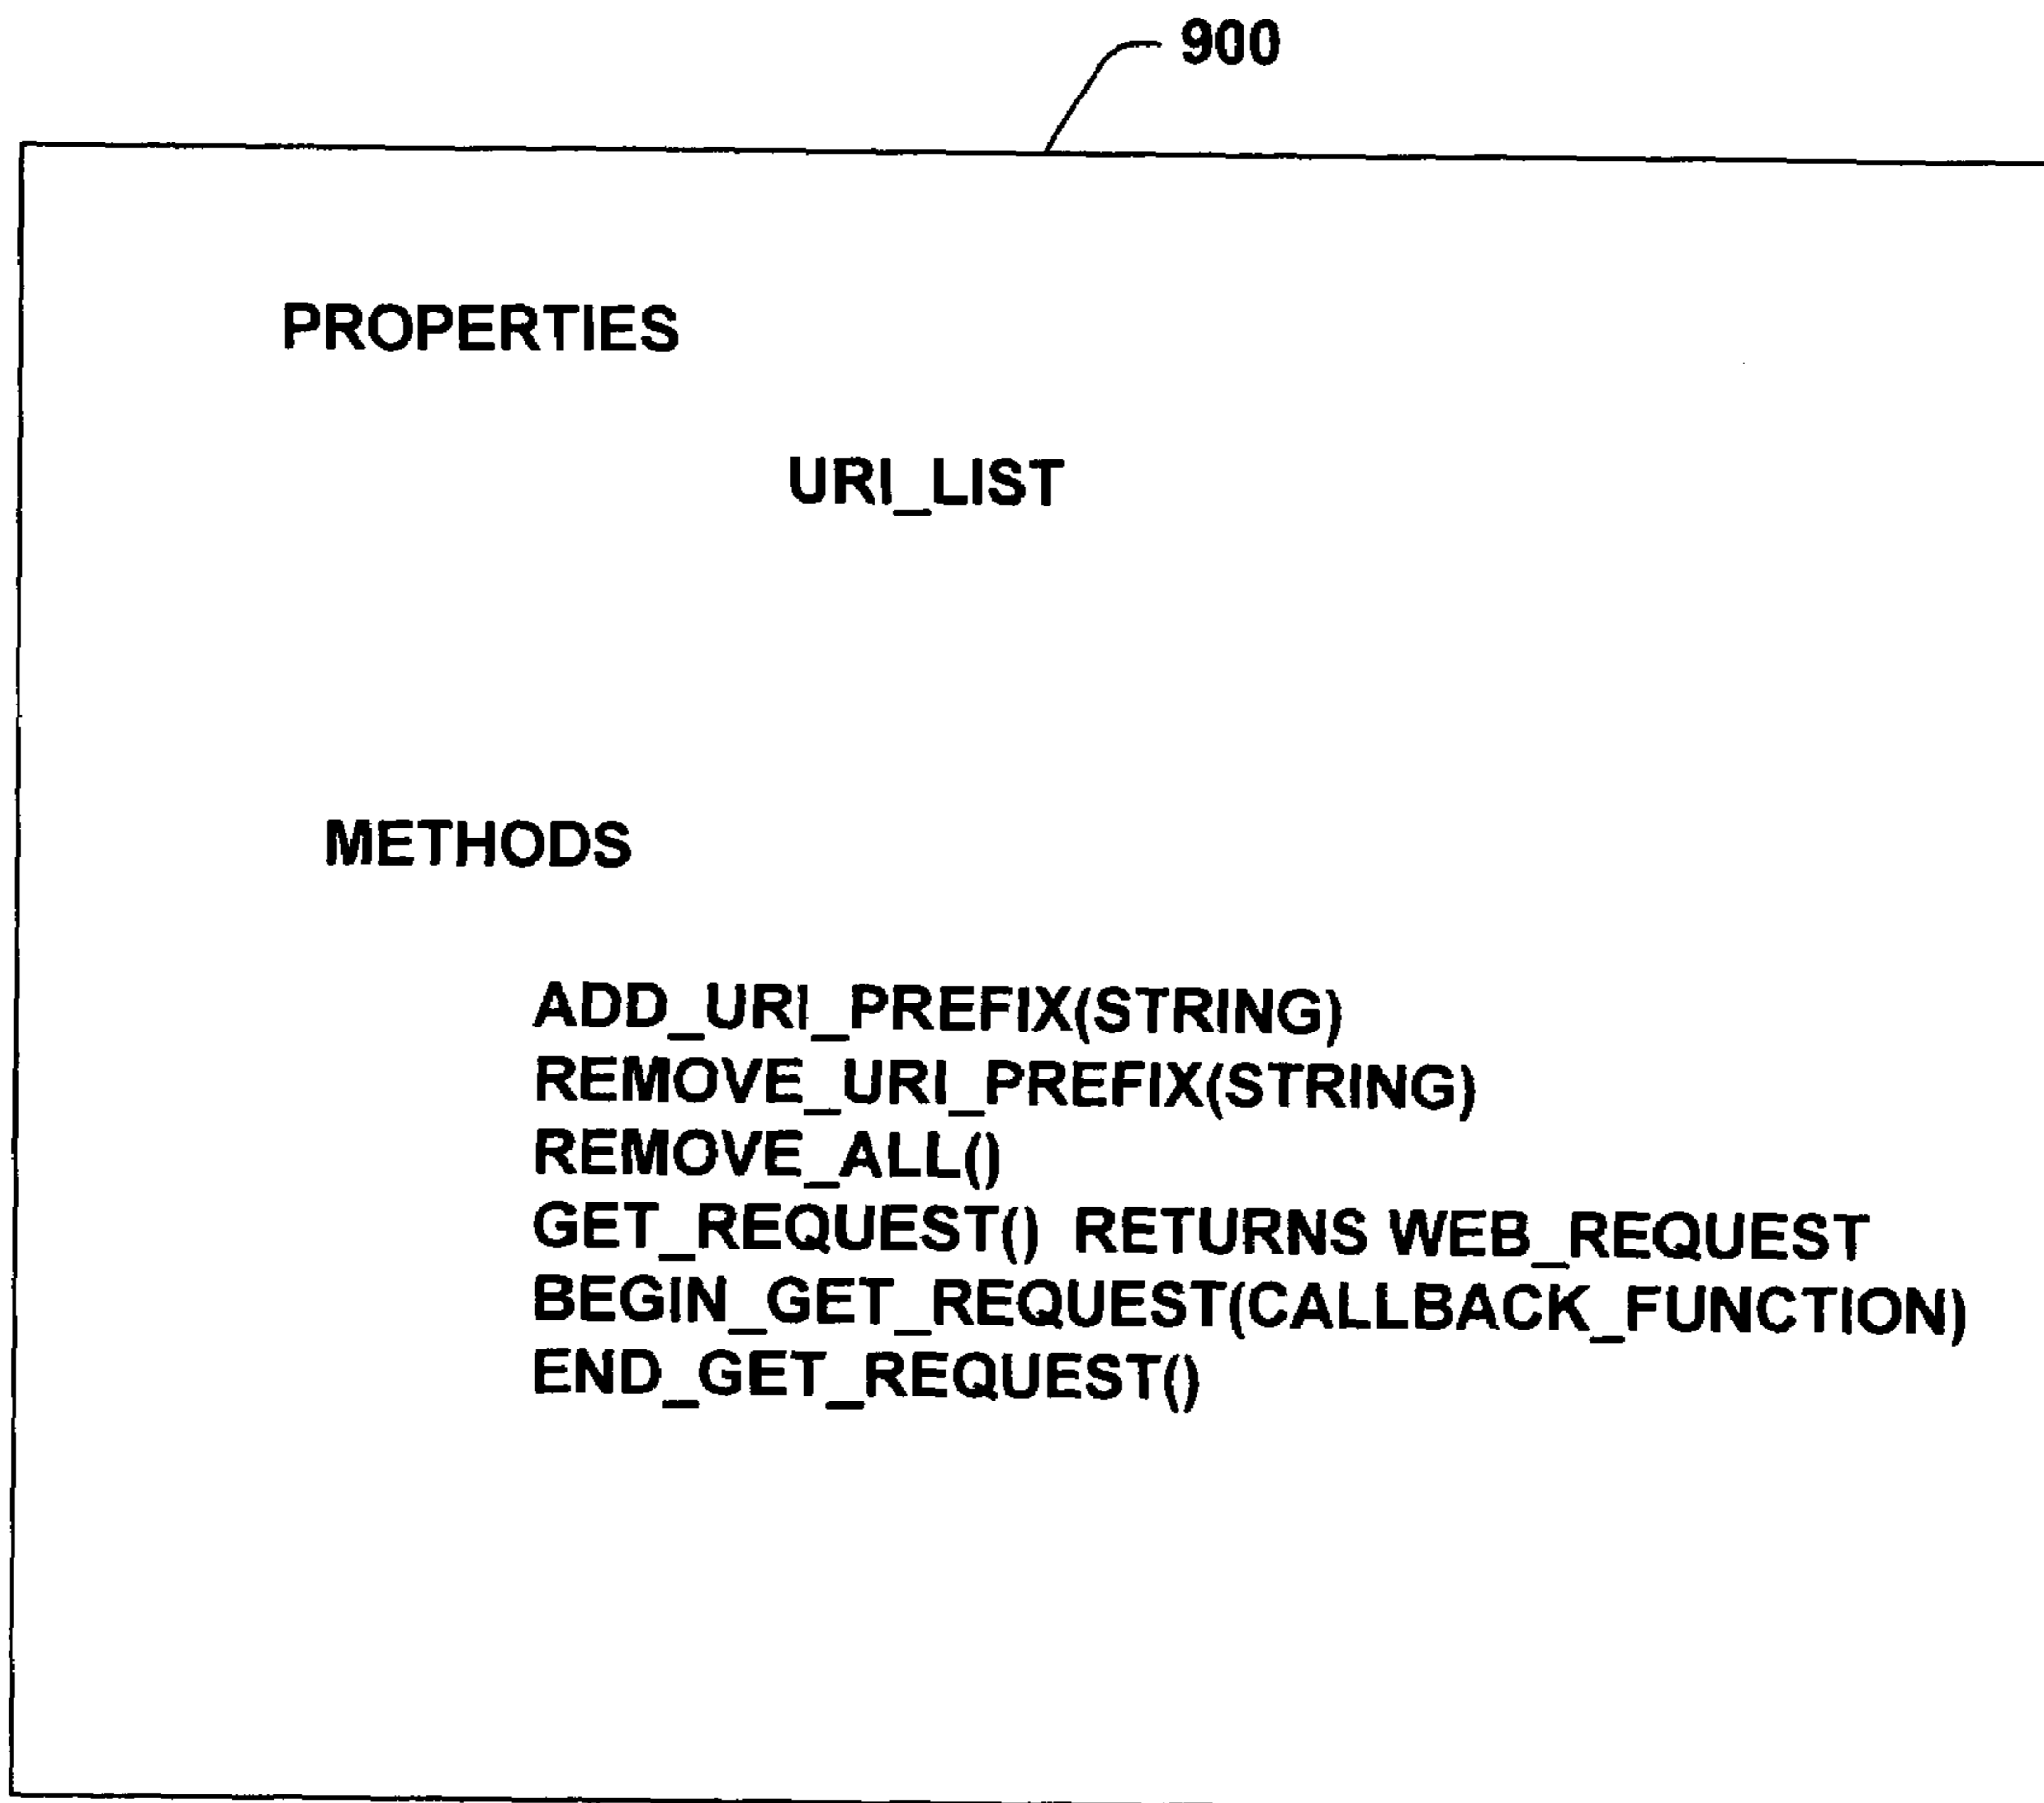 900
PROPERTIES
URI_LIST
METHODS
ADD_URI_PREFIX(STRING)
REMOVE_URI_PREFIX(STRING)
REMOVE_ALL()
GET_REQUEST() RETURNS WEB_REQUEST
BEGIN_GET_REQUEST(CALLBACK_FUNCTION)
END_GET_REQUEST()